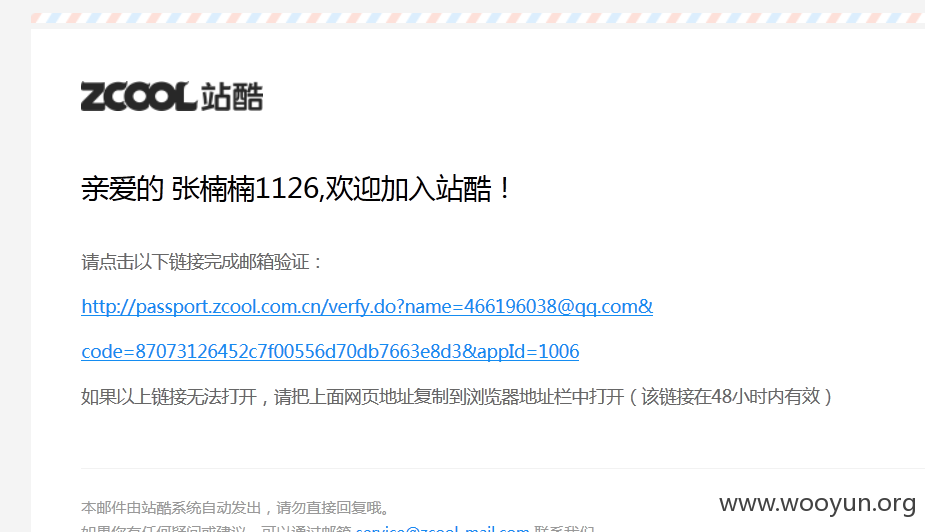 ZCOOL 站酷
亲爱的 张楠楠1126,欢迎加入站酷！
请点击以下链接完成邮箱验证：
http://passport.zcool.com.cn/verfy.do?name=466196038@qq.com&
code=87073126452c7f00556d70db7663e8d3&appId=1006
如果以上链接无法打开，请把上面网页地址复制到浏览器地址栏中打开（该链接在48小时内有效）
本邮件由站酷系统自动发出，请勿直接回复哦。
如果你有任何疑问或建议，可以通过邮箱 service@zcool-mail.com 联系我们
www.wooyun.org